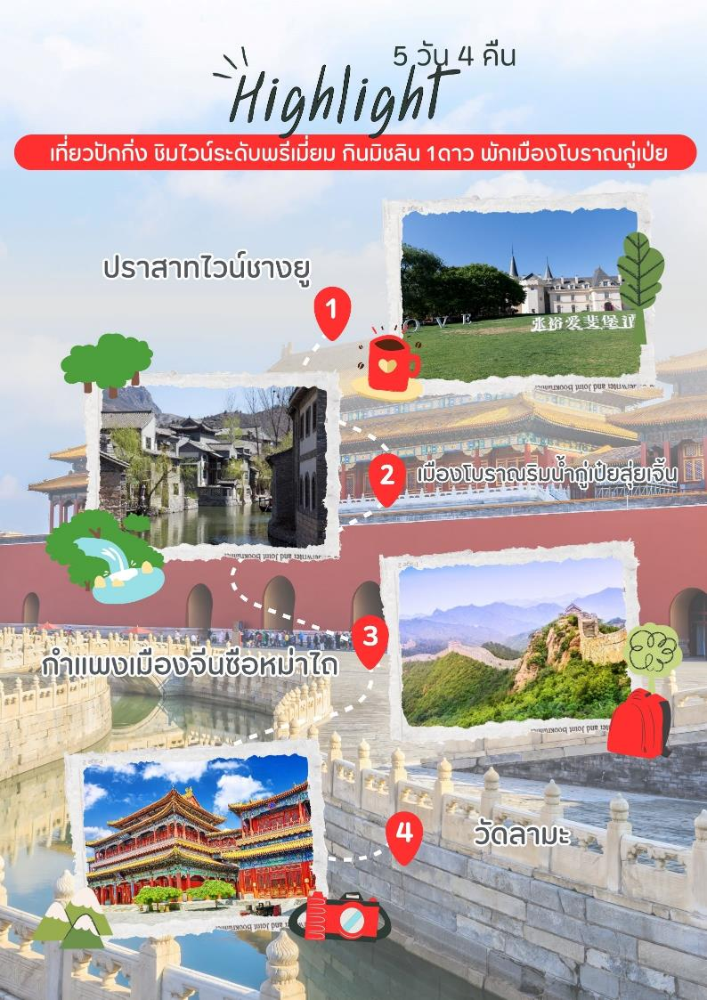 5 วัน 4 คืน
Highlight
เที่ยวปักกิ่ง ชิมไวน์ระดับพรีเมี่ยม กินมิชลิน 1ดาว พักเมืองโบราณกู่เป่ย
ปราสาทไวน์ชางยู
1
OVE
张裕爱斐堡
2
เมืองโบราณริมน้ำกู่เป๋ยสุ่ยเจิ้น
3
กำแพงเมืองจีนซือหม่าไถ
4
วัดลามะ